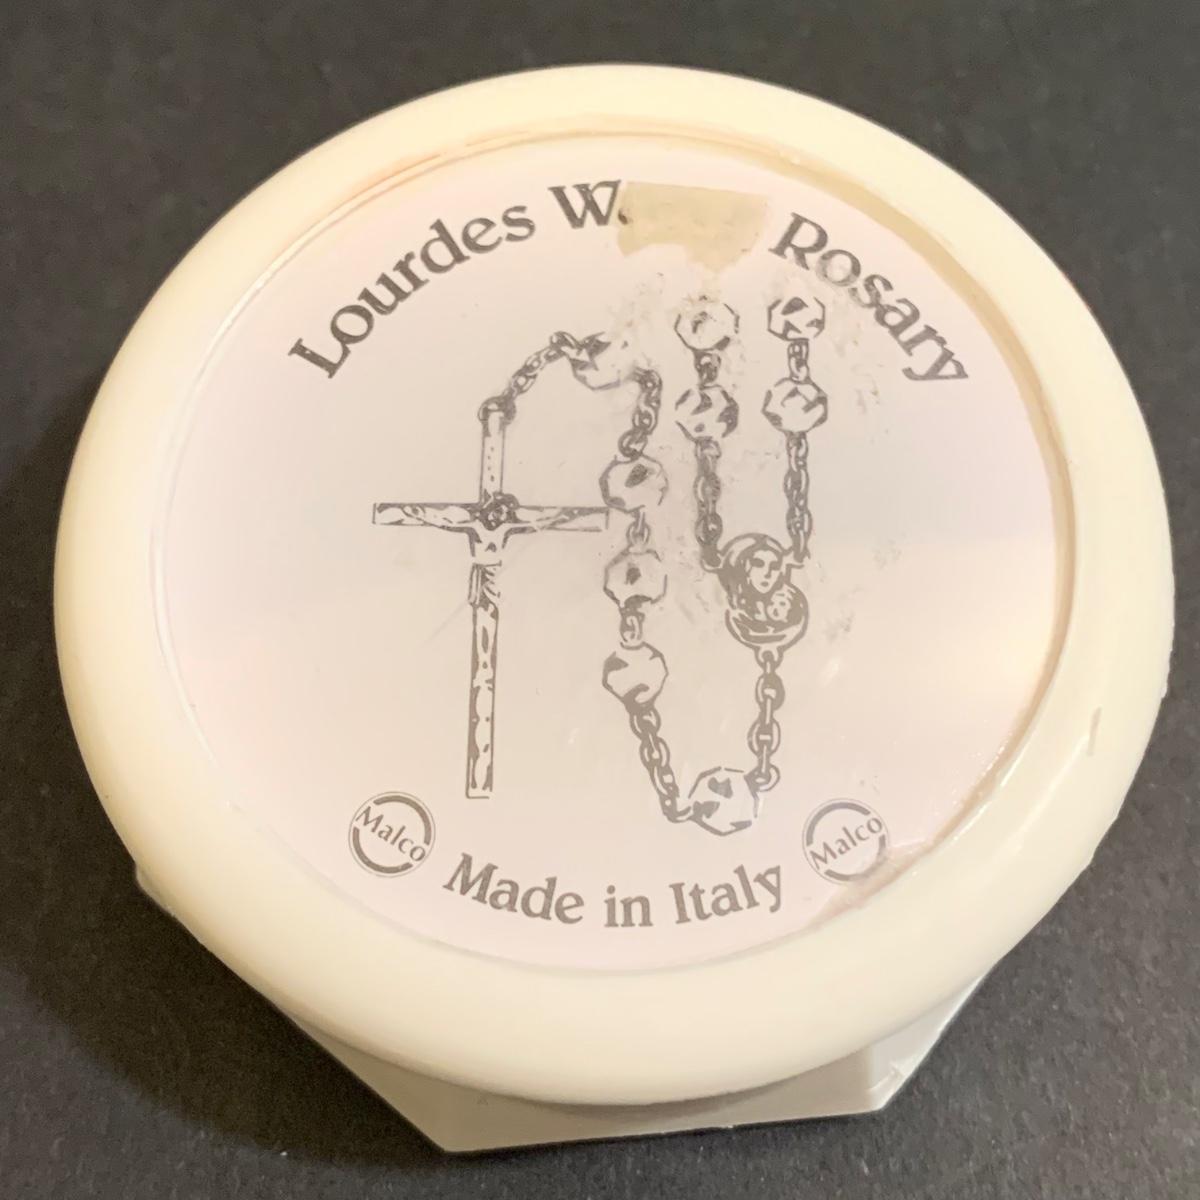 Lourdes W. Rosary
Malco
Made in Italy
Malco